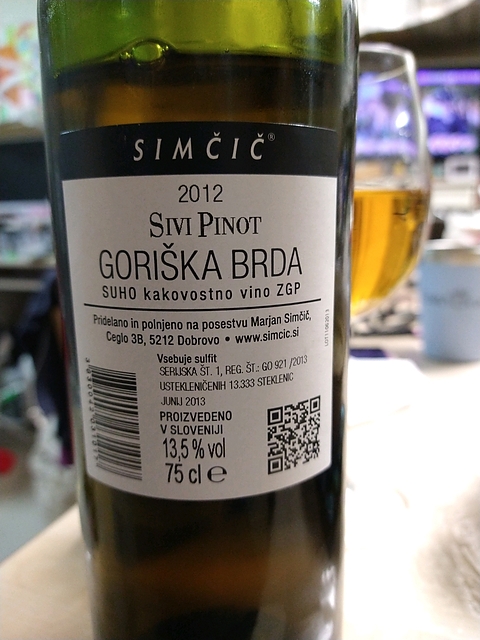 SIMČIČ®
2012
SIVI PINOT
GORIŠKA BRDA
SUHO kakovostno vino ZGP
Pridelano in polnjeno na posestvu Marjan Simčič,
Ceglo 3B, 5212 Dobrovo • www.simcic.si
Vsebuje sulfit
SERIJSKA ŠT. 1, REG. ŠT.: GO 921 /2013
USTEKLENIČENIH 13.333 STEKLENIC
JUNIJ 2013
PROIZVEDENO
V SLOVENIJI
13,5 % vol
75 cl e